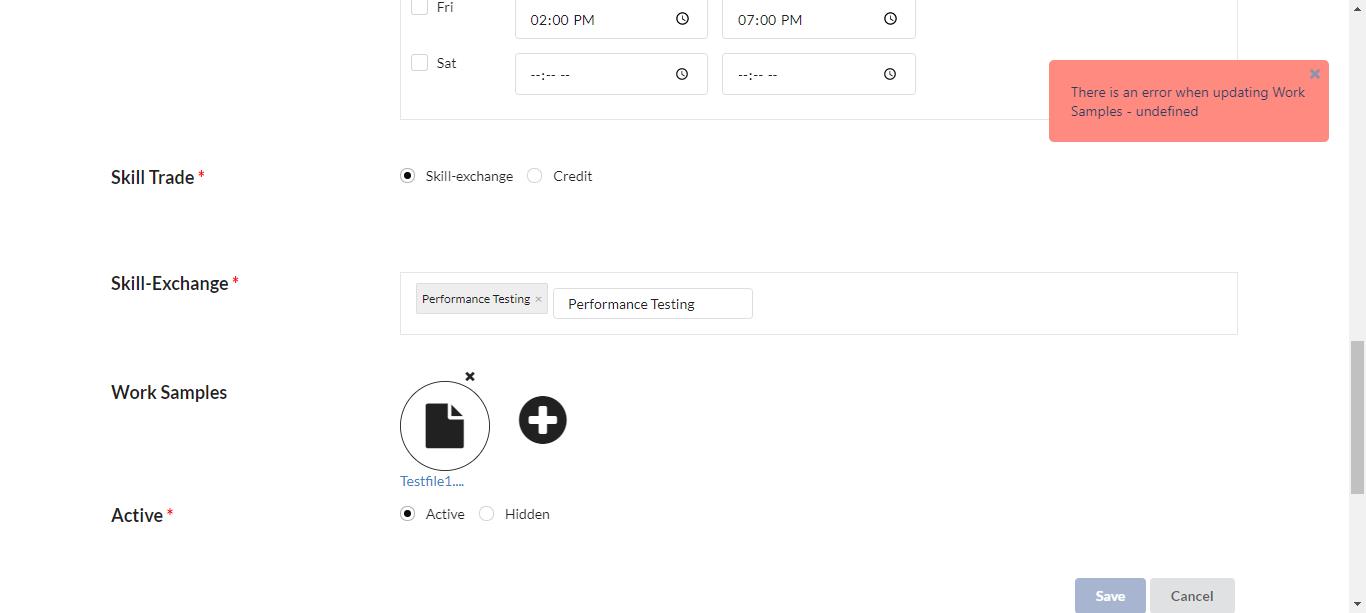 Fri
02:00 PM
07:00 PM
Sat
--:-- --
--:-- --
There is an error when updating Work
Samples - undefined
Skill Trade *
Skill-exchange
Credit
Skill-Exchange *
Performance Testing ×
Performance Testing
Work Samples
Testfile1....
Active *
Active
Hidden
Save
Cancel